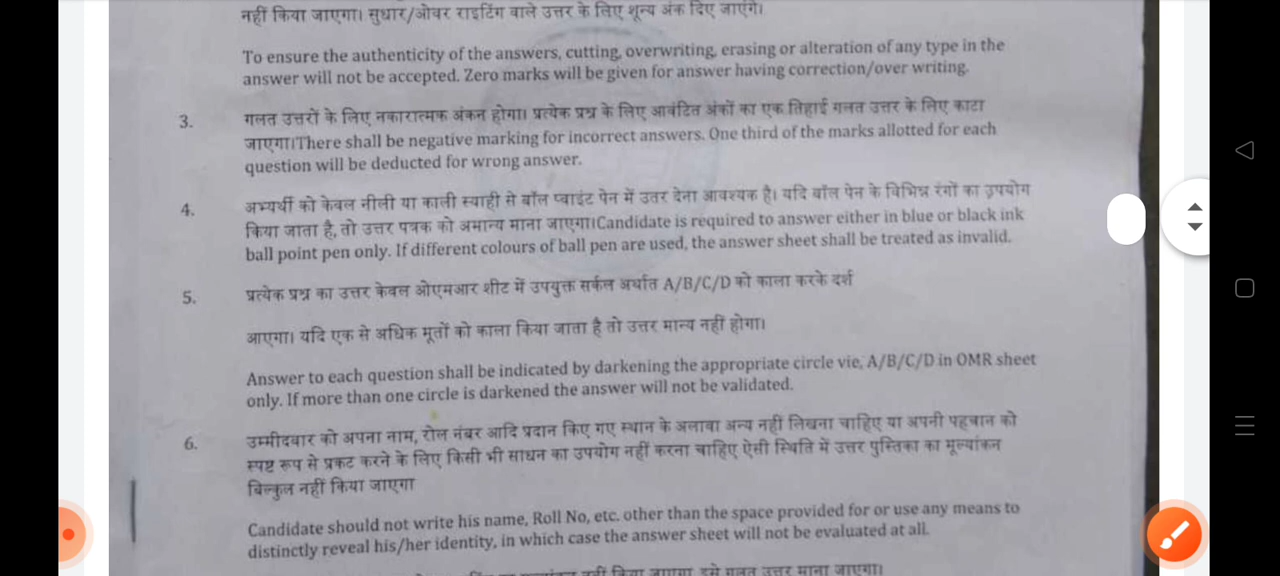 नहीं किया जाएगा। सुधार/ओवर राइटिंग वाले उत्तर के लिए शून्य अंक दिए जाएंगे।
To ensure the authenticity of the answers, cutting, overwriting, erasing or alteration of any type in the
answer will not be accepted. Zero marks will be given for answer having correction/over writing.
3. गलत उत्तरों के लिए नकारात्मक अंकन होगा। प्रत्येक प्रश्न के लिए आवंटित अंकों का एक तिहाई गलत उत्तर के लिए काटा
जाएगा।There shall be negative marking for incorrect answers. One third of the marks allotted for each
question will be deducted for wrong answer.
4. अभ्यर्थी को केवल नीली या काली स्याही से बॉल प्वाइंट पेन में उतर देना आवश्यक है। यदि बॉल पेन के विभिन्न रंगों का उपयोग
किया जाता है, तो उत्तर पत्रक को अमान्य माना जाएगा।Candidate is required to answer either in blue or black ink
ball point pen only. If different colours of ball pen are used, the answer sheet shall be treated as invalid.
5. प्रत्येक प्रश्न का उत्तर केवल ओएमआर शीट में उपयुक्त सर्कल अर्थात A/B/C/D को काला करके दर्श
आएगा। यदि एक से अधिक मूतों को काला किया जाता है तो उत्तर मान्य नहीं होगा।
Answer to each question shall be indicated by darkening the appropriate circle vie, A/B/C/D in OMR sheet
only. If more than one circle is darkened the answer will not be validated.
6. उम्मीदबार को अपना नाम, रोल नंबर आदि प्रदान किए गए स्थान के अलावा अन्य नहीं लिखना चाहिए या अपनी पहचान को
स्पष्ट रूप से प्रकट करने के लिए किसी भी साधन का उपयोग नहीं करना चाहिए ऐसी स्थिति में उत्तर पुस्तिका का मूल्यांकन
बिल्कुल नहीं किया जाएगा
Candidate should not write his name, Roll No, etc. other than the space provided for or use any means to
distinctly reveal his/her identity, in which case the answer sheet will not be evaluated at all.
नहीं किया जाएगा, इसे गलत उत्तर माना जाएगा।